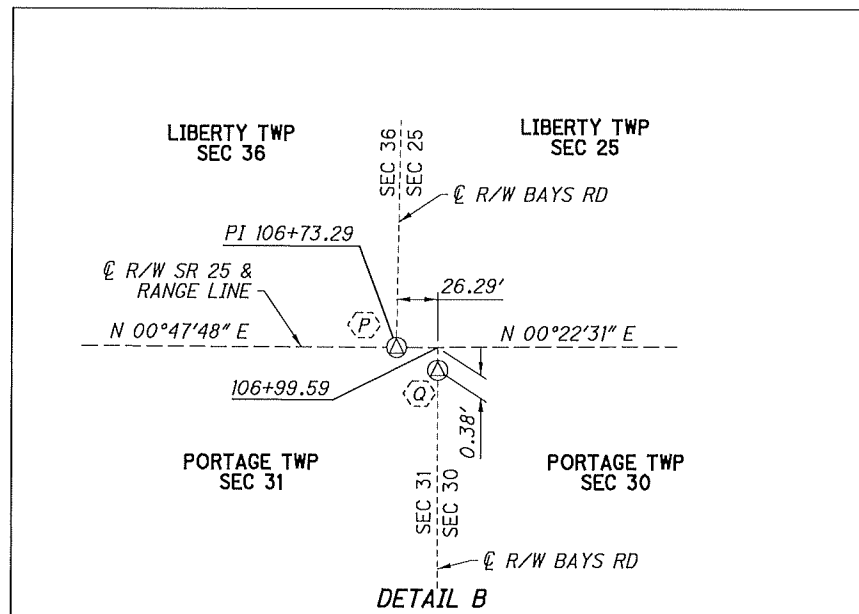 LIBERTY TWP
SEC 36
SEC 36
SEC 25
LIBERTY TWP
SEC 25
℄ R/W BAYS RD
PI 106+73.29
℄ R/W SR 25 &
RANGE LINE
26.29'
P
N 00°47'48" E
N 00°22'31" E
106+99.59
Q
0.38'
PORTAGE TWP
SEC 31
SEC 31
SEC 30
PORTAGE TWP
SEC 30
℄ R/W BAYS RD
DETAIL B